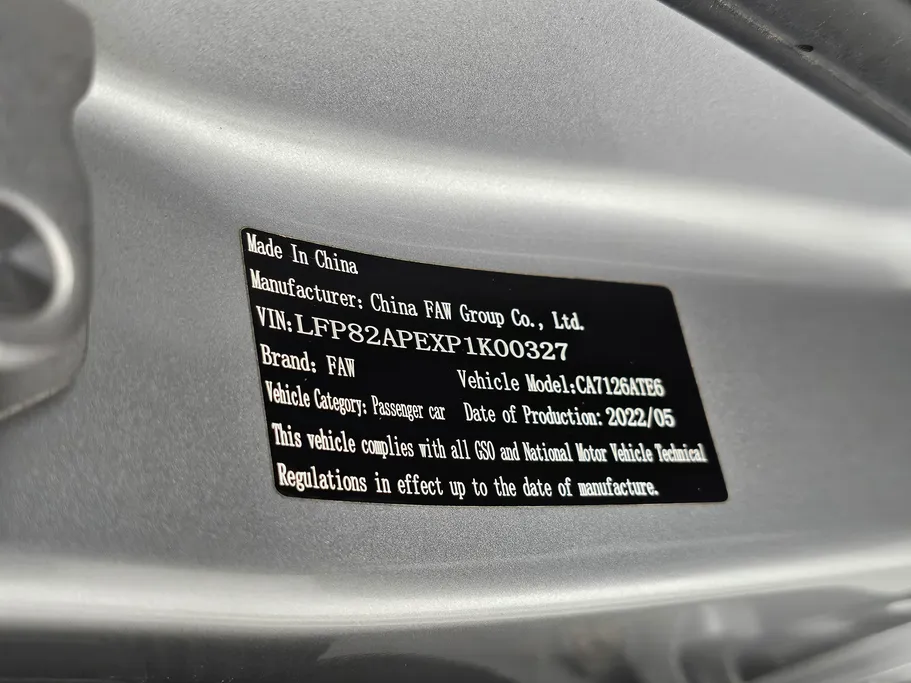 Made In China
Manufacturer: China FAW Group Co., Ltd.
VIN: LFP82APEXP1K00327
Brand: FAW
Vehicle Model:CA7126ATE6
Vehicle Category: Passenger car Date of Production: 2022/05
This vehicle complies with all GSO and National Motor Vehicle Technical
Regulations in effect up to the date of manufacture.